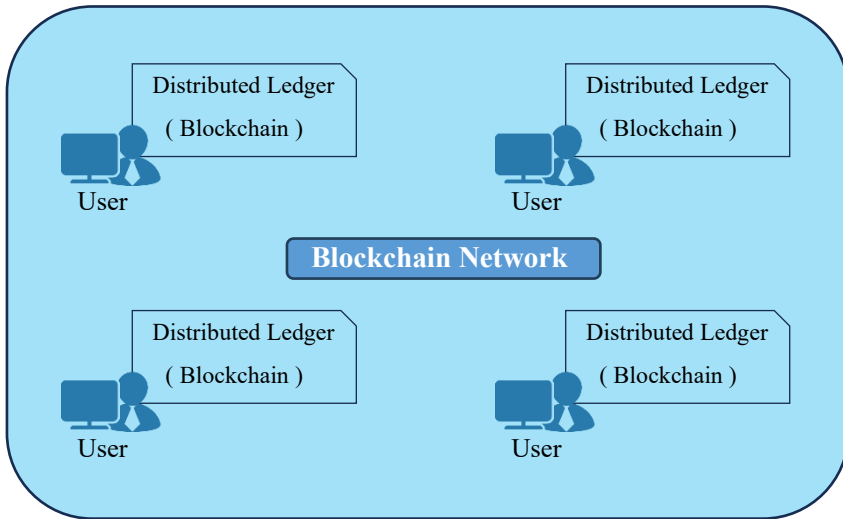 Distributed Ledger
( Blockchain )
User
Distributed Ledger
( Blockchain )
User
Blockchain Network
Distributed Ledger
( Blockchain )
User
Distributed Ledger
( Blockchain )
User